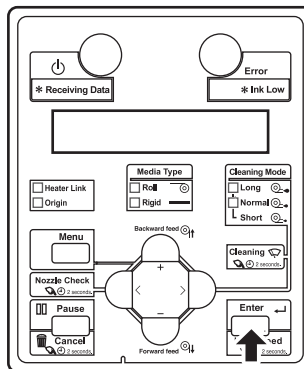 Error
* Receiving Data
* Ink Low
Media Type
Cleaning Mode
Heater Link
Origin
Roll
Rigid
Long
Normal
Short
Menu
Backward feed
Cleaning
2 seconds.
Nozzle Check
2 seconds.
+
< >
−
Pause
Enter
Cancel
2 seconds.
Forward feed
eed
2 seconds.